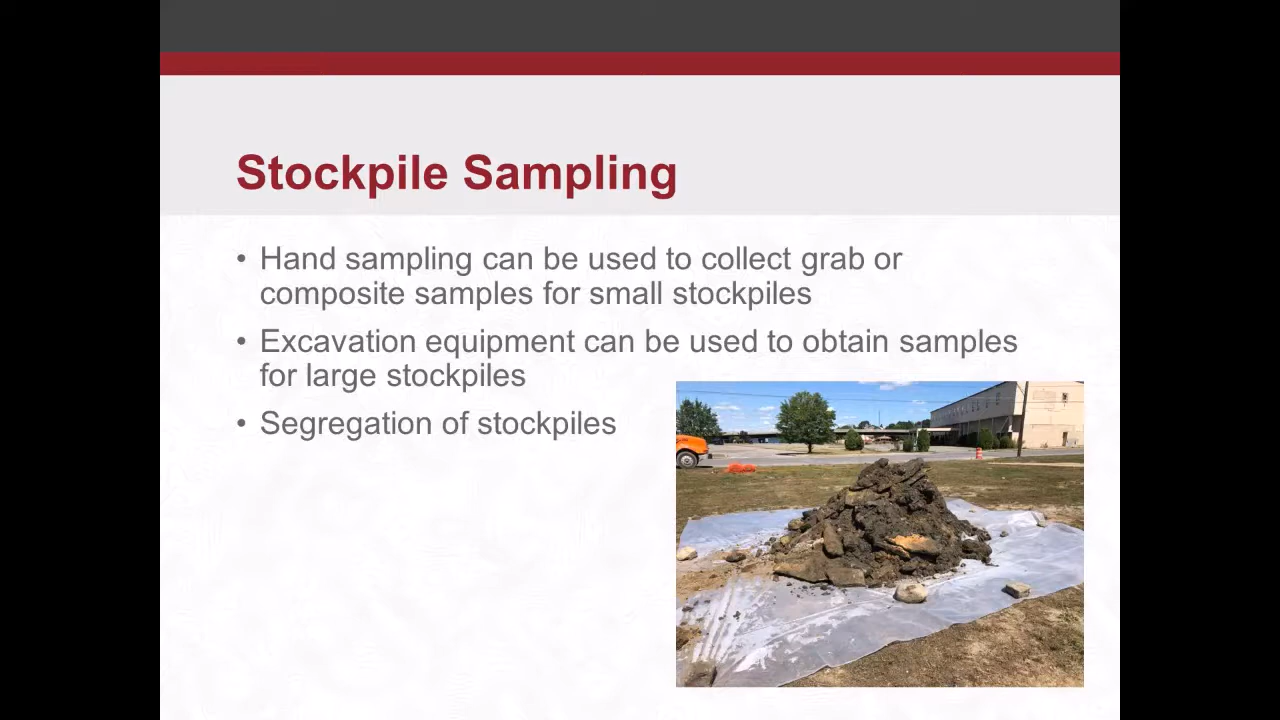 Stockpile Sampling
• Hand sampling can be used to collect grab or
composite samples for small stockpiles
• Excavation equipment can be used to obtain samples
for large stockpiles
• Segregation of stockpiles